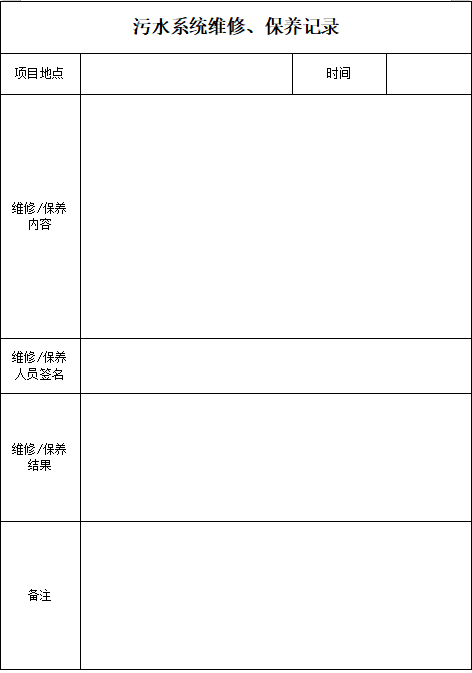 污水系统维修、保养记录
项目地点
时间
维修/保养
内容
维修/保养
人员签名
维修/保养
结果
备注